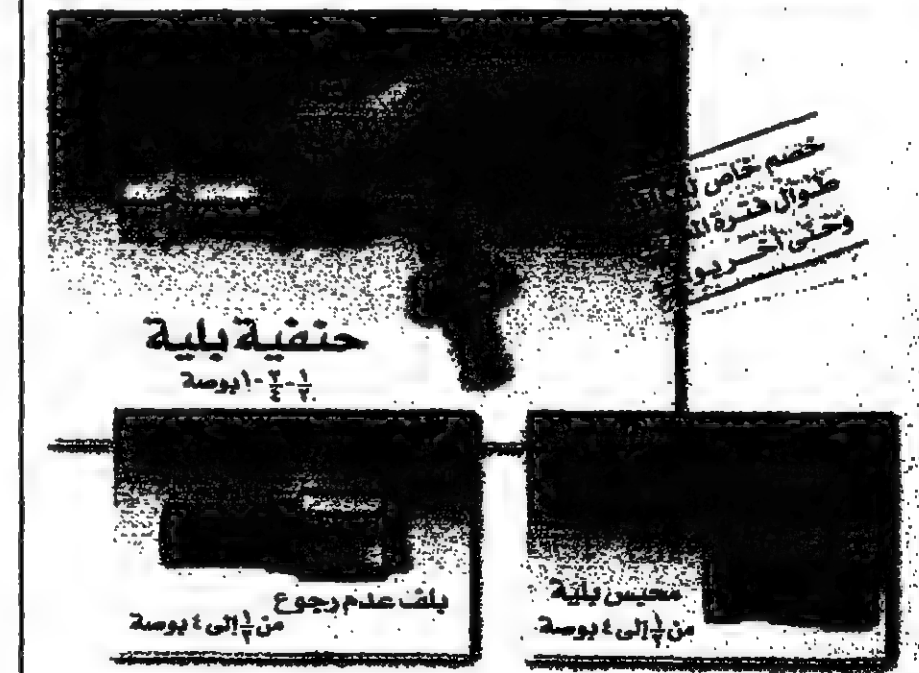 خصم خاص
طوال فترة
وحتى آخر
حنفية بلية
١/٢ - ٣/٤ - ١ بوصة
محبس بلية
من ١/٢ إلى ٤ بوصة
بلف عدم رجوع
من ١/٢ إلى ٤ بوصة